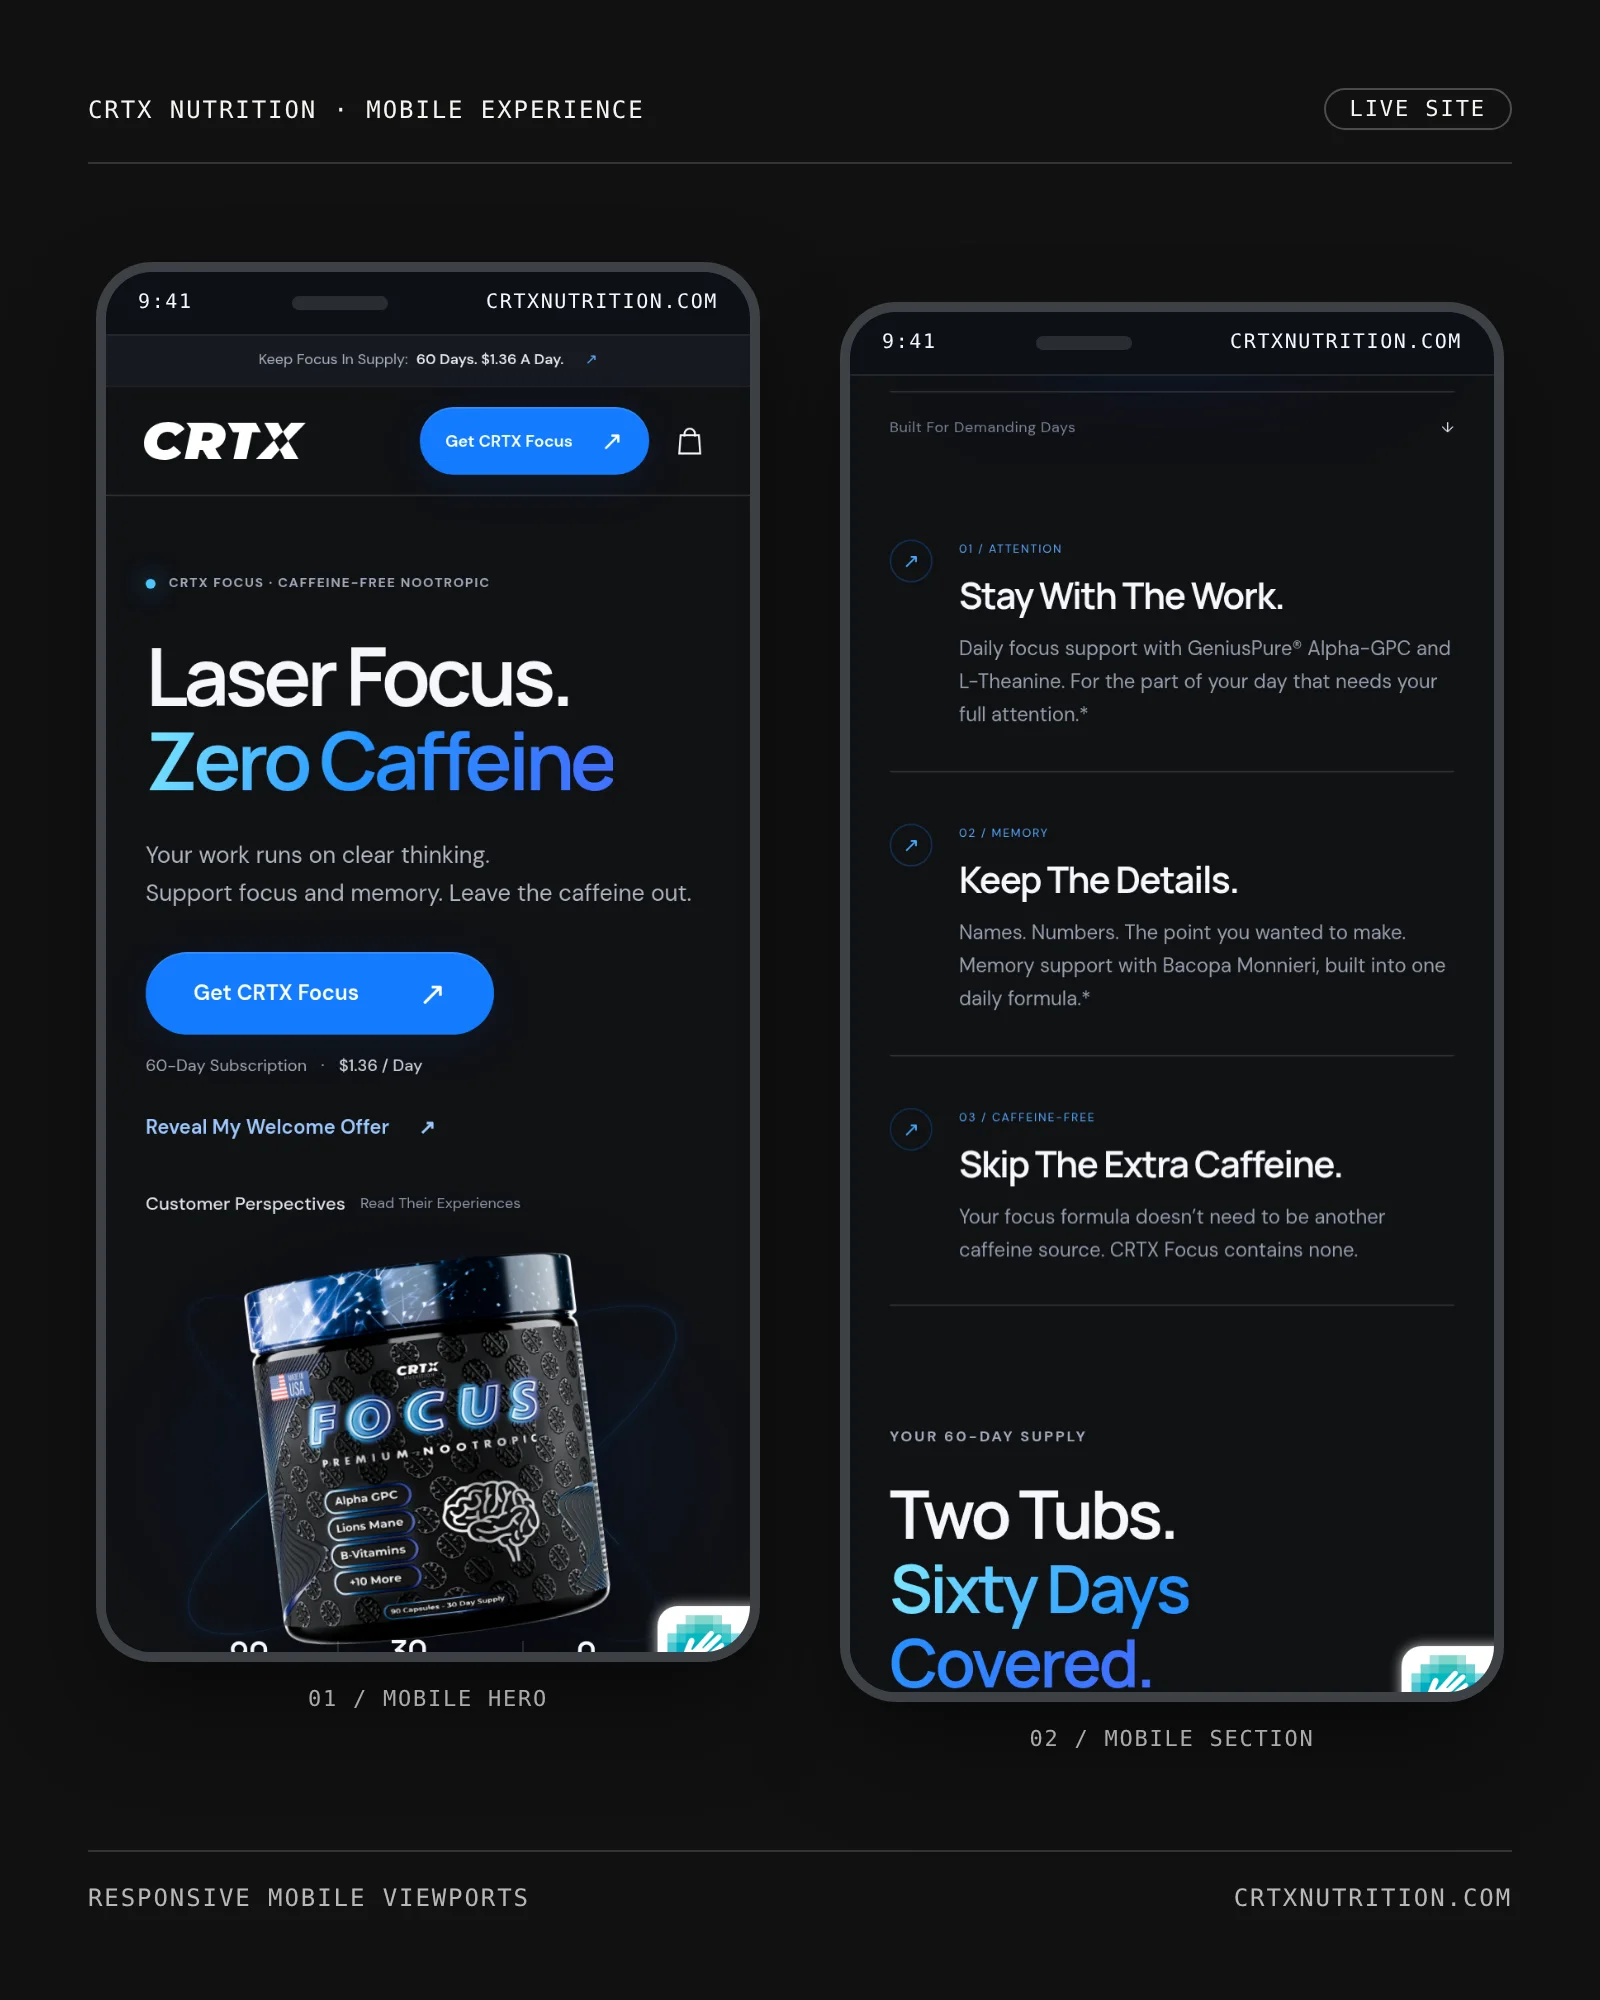 CRTX NUTRITION · MOBILE EXPERIENCE
LIVE SITE
9:41
CRTXNUTRITION.COM
Keep Focus In Supply: 60 Days. $1.36 A Day. ↗
CRTX
Get CRTX Focus ↗
CRTX FOCUS · CAFFEINE-FREE NOOTROPIC
Laser Focus.
Zero Caffeine
Your work runs on clear thinking.
Support focus and memory. Leave the caffeine out.
Get CRTX Focus ↗
60-Day Subscription · $1.36 / Day
Reveal My Welcome Offer ↗
Customer Perspectives Read Their Experiences
CRTX
MADE IN
USA
FOCUS
PREMIUM NOOTROPIC
Alpha GPC
Lions Mane
B-Vitamins
+10 More
90 Capsules - 30 Day Supply
01 / MOBILE HERO
9:41
CRTXNUTRITION.COM
Built For Demanding Days ↓
01 / ATTENTION
Stay With The Work.
Daily focus support with GeniusPure® Alpha-GPC and
L-Theanine. For the part of your day that needs your
full attention.*
02 / MEMORY
Keep The Details.
Names. Numbers. The point you wanted to make.
Memory support with Bacopa Monnieri, built into one
daily formula.*
03 / CAFFEINE-FREE
Skip The Extra Caffeine.
Your focus formula doesn’t need to be another
caffeine source. CRTX Focus contains none.
YOUR 60-DAY SUPPLY
Two Tubs.
Sixty Days
Covered.
02 / MOBILE SECTION
RESPONSIVE MOBILE VIEWPORTS
CRTXNUTRITION.COM